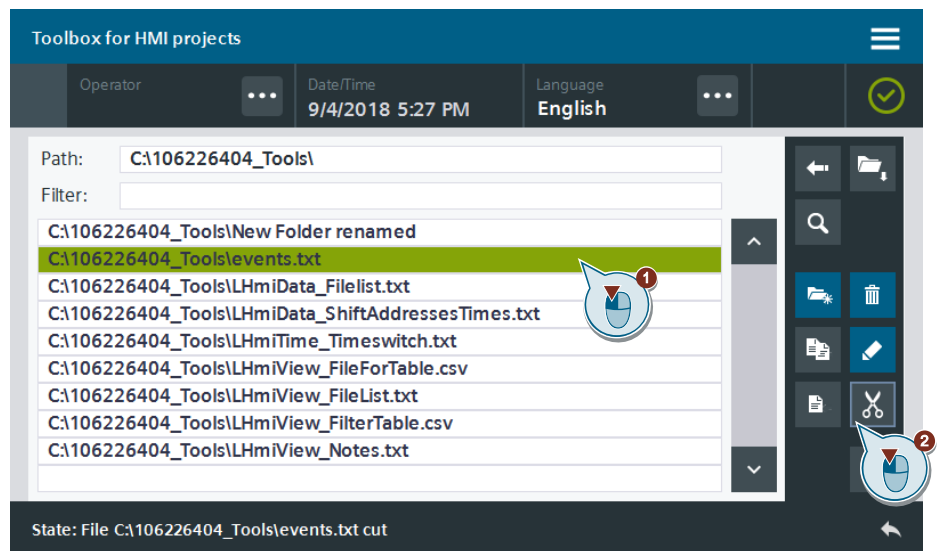 Toolbox for HMI projects
Operator
Date/Time
Language
9/4/2018 5:27 PM
English
Path: C:\106226404_Tools\
Filter:
C:\106226404_Tools\New Folder renamed
C:\106226404_Tools\events.txt
C:\106226404_Tools\LHmiData_Filelist.txt
1
C:\106226404_Tools\LHmiData_ShiftAddressesTimes.txt
C:\106226404_Tools\LHmiTime_Timeswitch.txt
C:\106226404_Tools\LHmiView_FileForTable.csv
C:\106226404_Tools\LHmiView_FileList.txt
C:\106226404_Tools\LHmiView_FilterTable.csv
2
C:\106226404_Tools\LHmiView_Notes.txt
State: File C:\106226404_Tools\events.txt cut